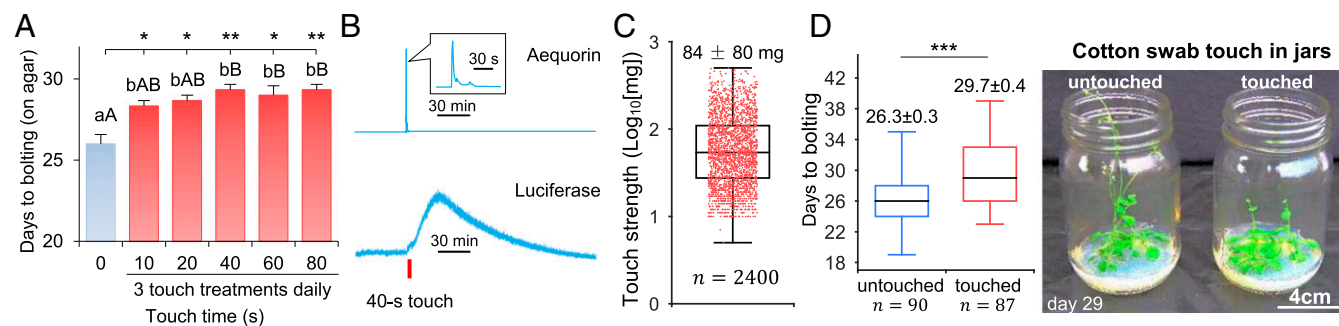 A
Days to bolting (on agar)
30
25
20
aA
bAB
bAB
bB
bB
bB
*
*
**
*
**
0
10
20
40
60
80
3 touch treatments daily
Touch time (s)
B
Aequorin
30 s
30 min
Luciferase
30 min
40-s touch
C
Touch strength (Log10[mg])
3
2
1
0
84 ± 80 mg
n = 2400
D
Days to bolting
42
38
34
30
26
22
18
***
26.3±0.3
29.7±0.4
untouched
n = 90
touched
n = 87
Cotton swab touch in jars
untouched
touched
day 29
4cm